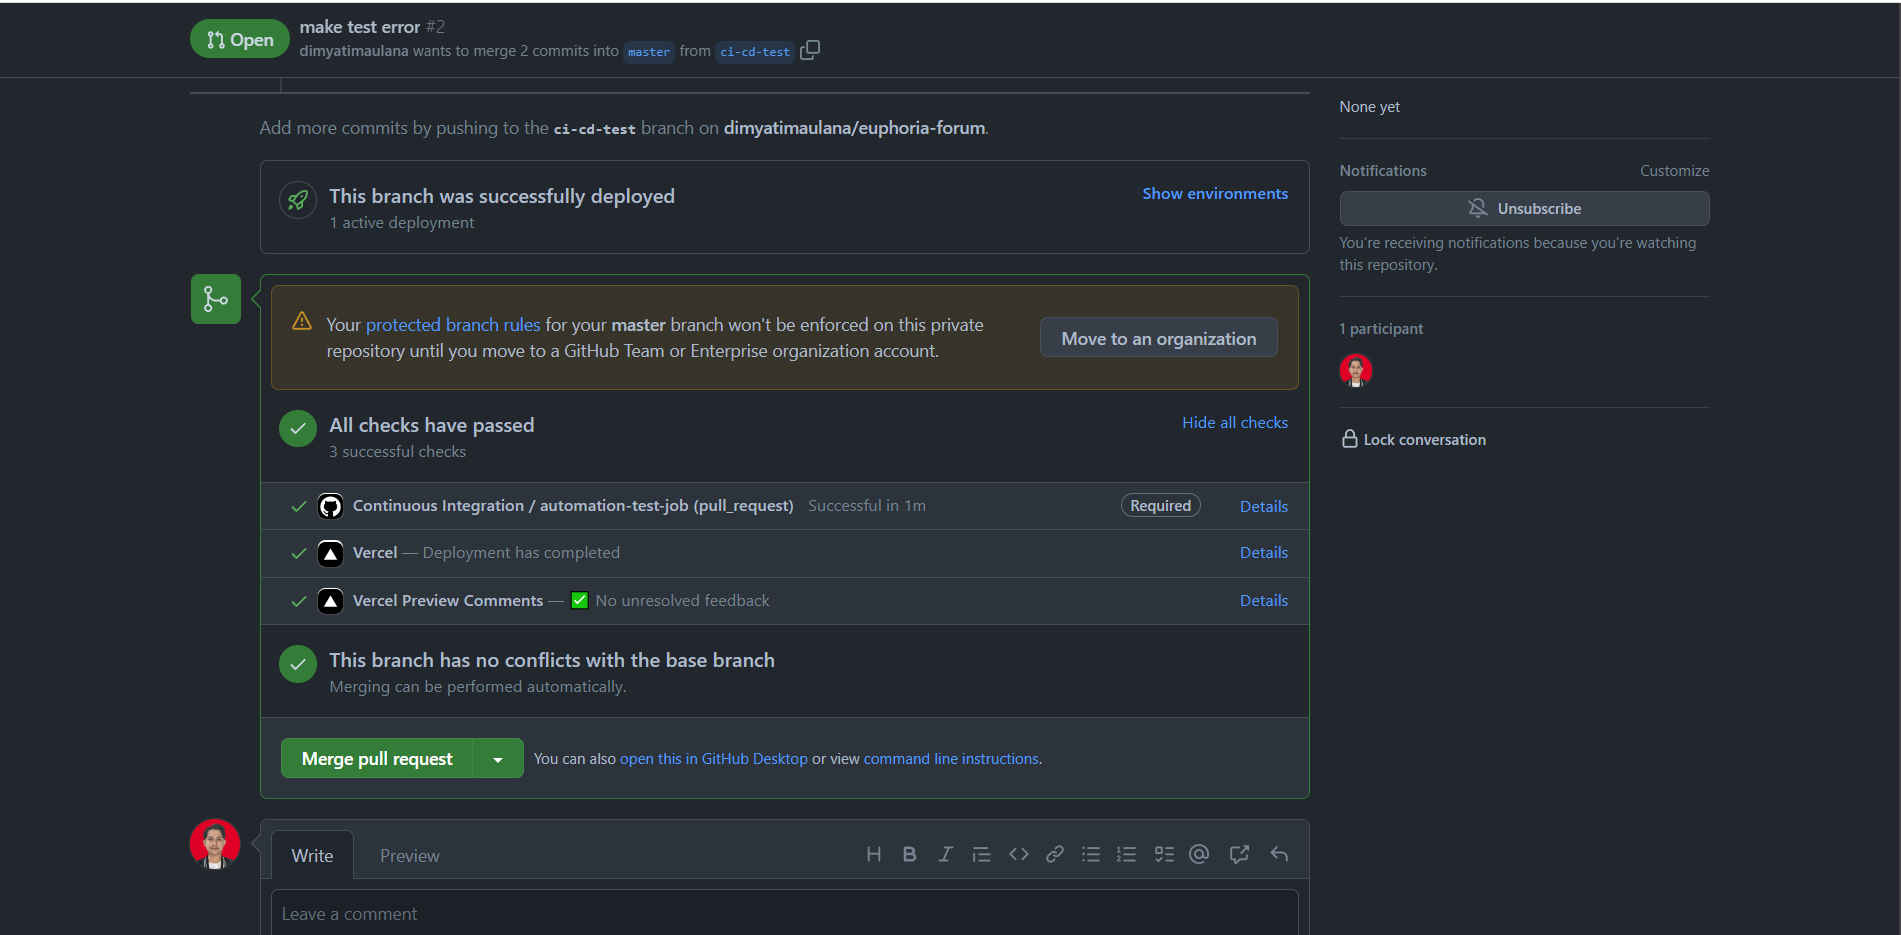 Open
make test error #2
dimyatimaulana wants to merge 2 commits into master from ci-cd-test
Add more commits by pushing to the ci-cd-test branch on dimyatimaulana/euphoria-forum.
This branch was successfully deployed
1 active deployment
Show environments
Your protected branch rules for your master branch won't be enforced on this private
repository until you move to a GitHub Team or Enterprise organization account.
Move to an organization
All checks have passed
3 successful checks
Hide all checks
Continuous Integration / automation-test-job (pull_request) Successful in 1m Required Details
Vercel — Deployment has completed Details
Vercel Preview Comments — ✅ No unresolved feedback Details
This branch has no conflicts with the base branch
Merging can be performed automatically.
Merge pull request
You can also open this in GitHub Desktop or view command line instructions.
Write Preview
Leave a comment
None yet
Notifications Customize
Unsubscribe
You're receiving notifications because you're watching
this repository.
1 participant
Lock conversation